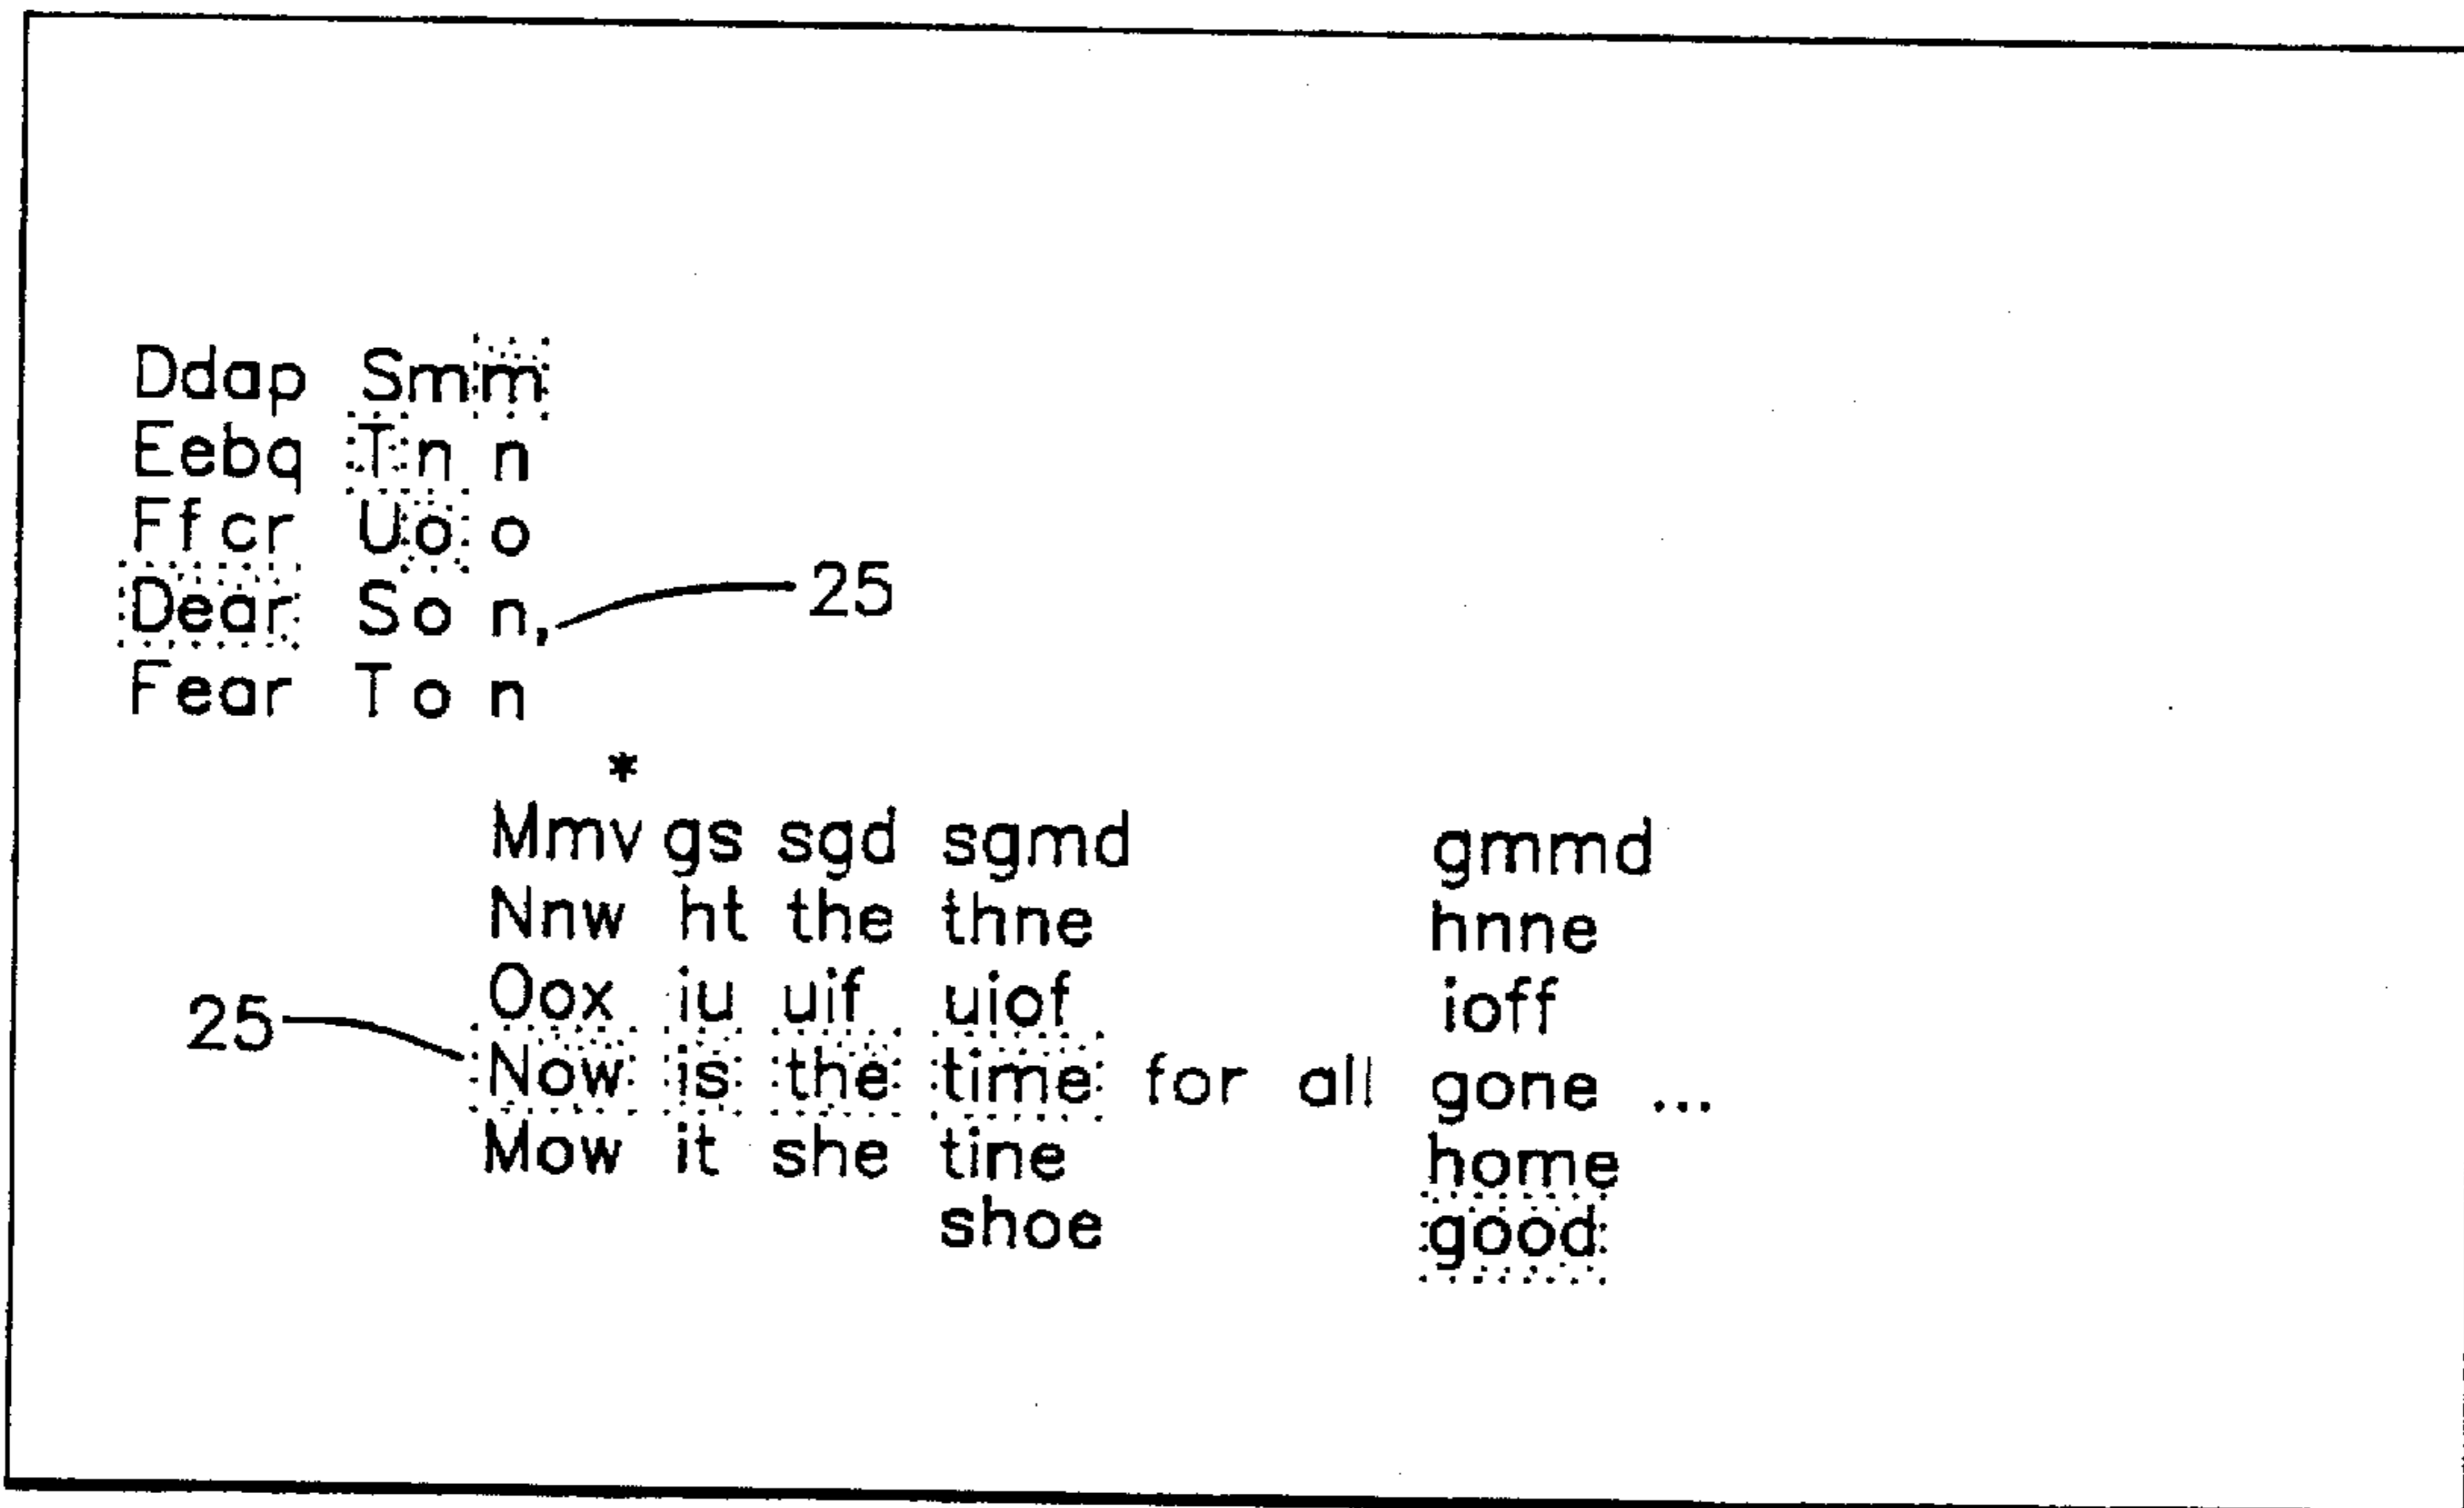 Ddap Smm
Eebq Tn n
Ffcr Uo o
Dear So n, 25
Fear To n
*
Mmv gs sgd sgmd gmmd
Nnw ht the thne hnne
Oox iu uif uiof ioff
25 Now is the time for all gone ...
Mow it she tine home
shoe good